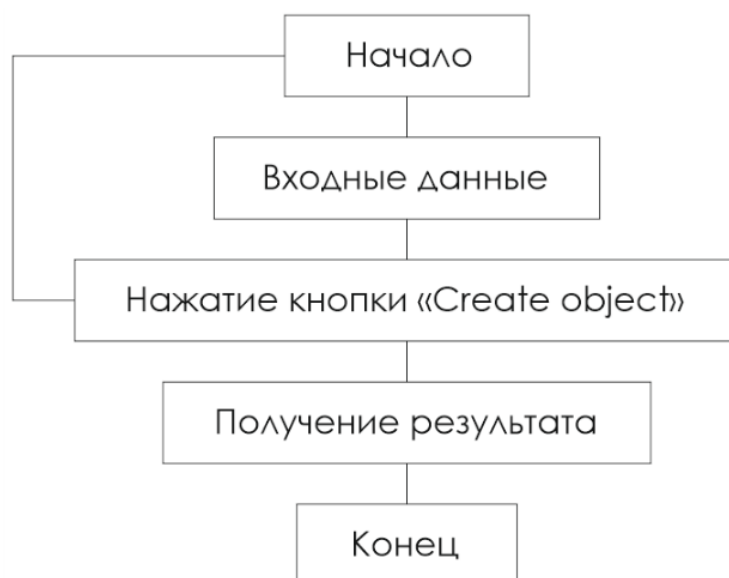 Начало
Входные данные
Нажатие кнопки «Create object»
Получение результата
Конец